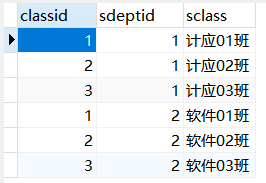 classid sdeptid sclass
1 1 计应01班
2 1 计应02班
3 1 计应03班
1 2 软件01班
2 2 软件02班
3 2 软件03班